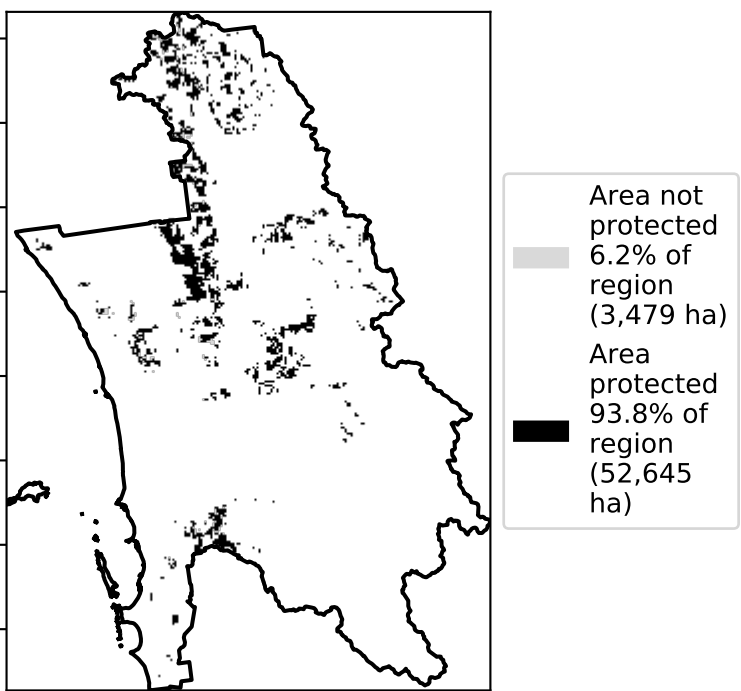 Area not
protected
6.2% of
region
(3,479 ha)
Area
protected
93.8% of
region
(52,645
ha)